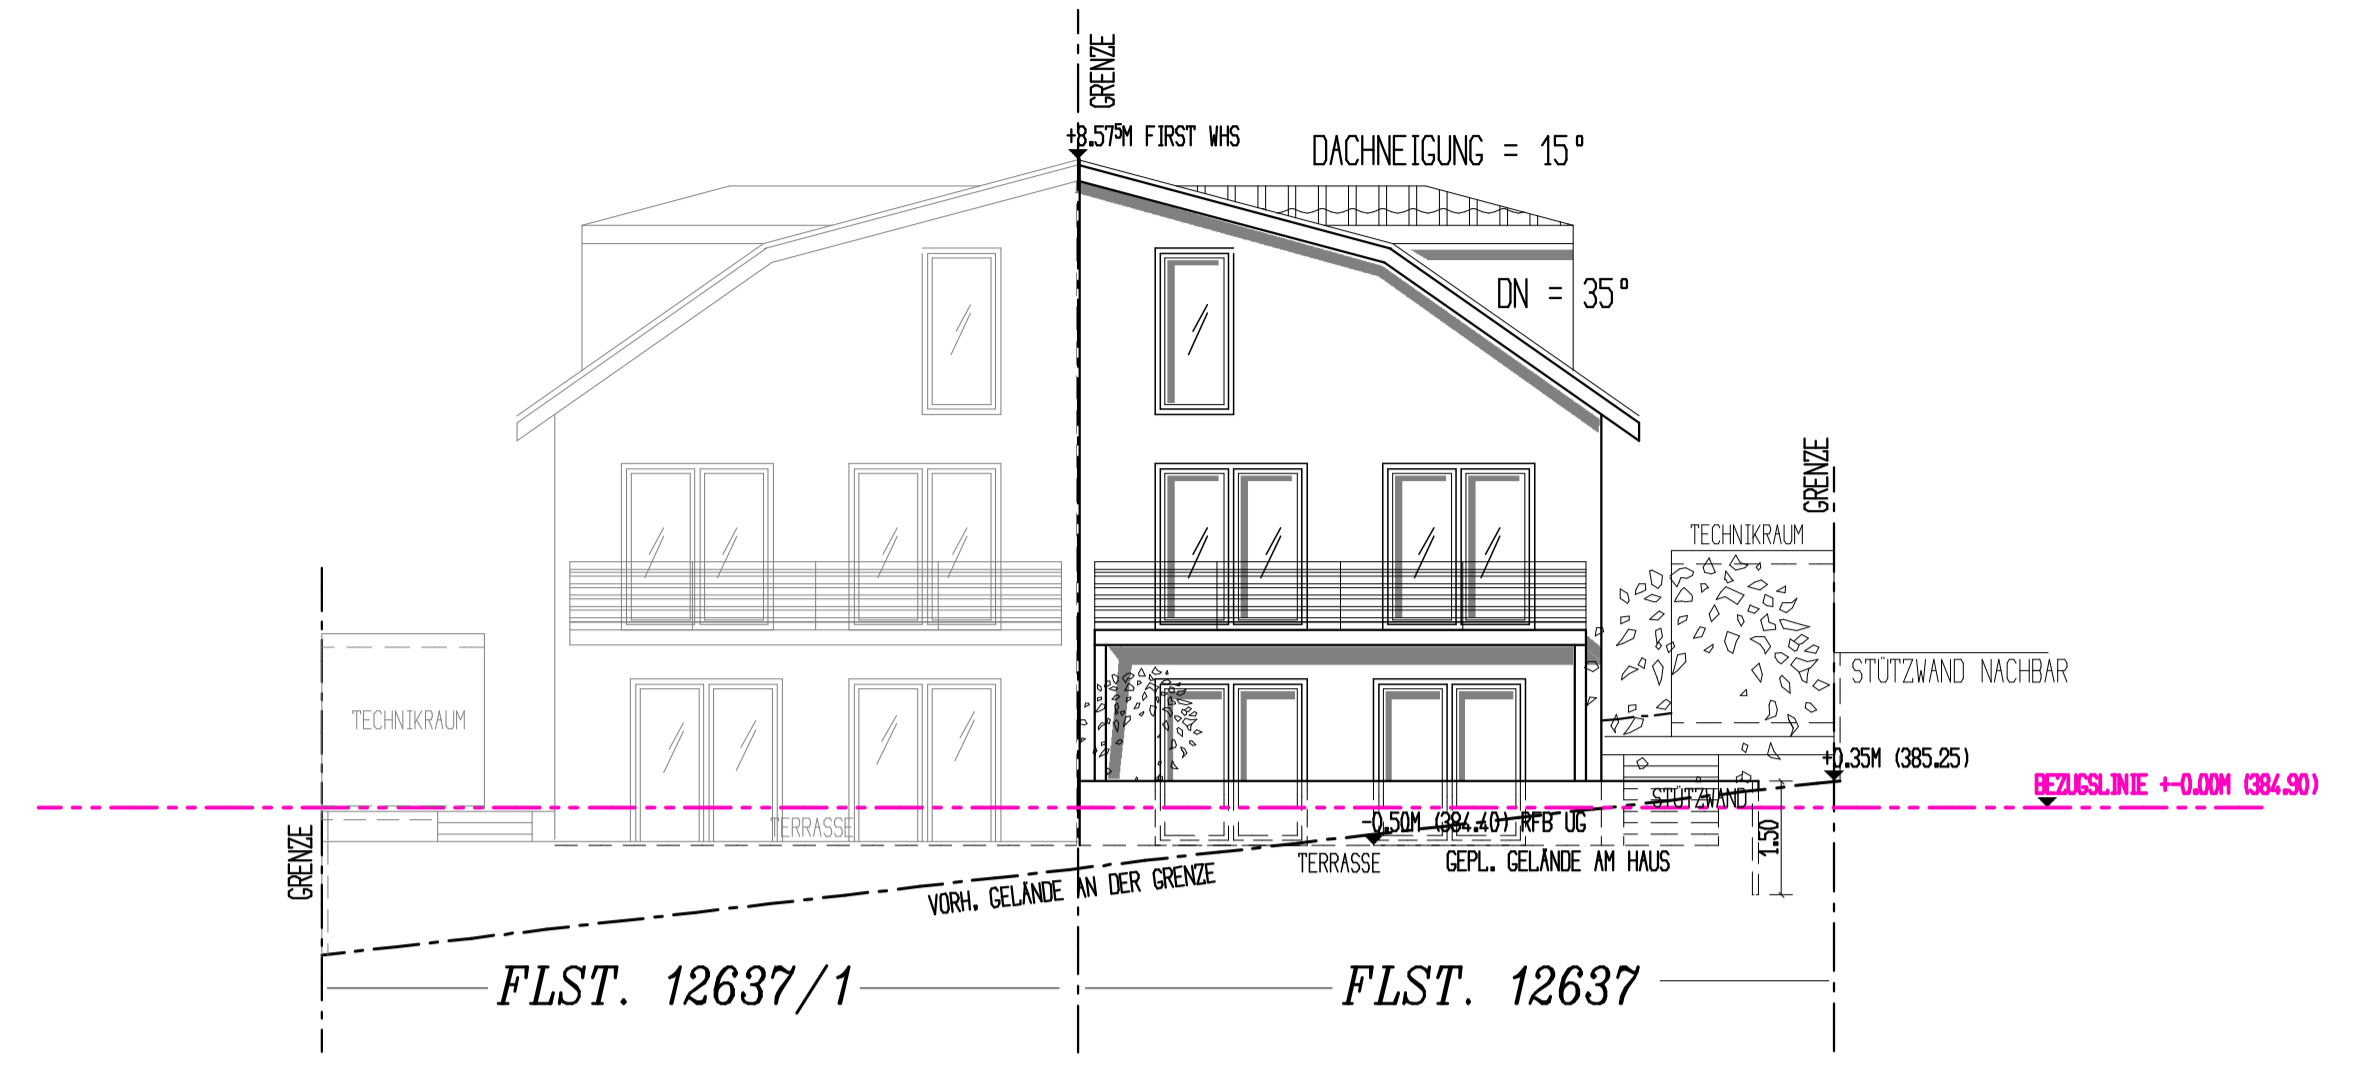 GRENZE
+8.57⁵M FIRST WHS
DACHNEIGUNG = 15°
DN = 35°
GRENZE
TECHNIKRAUM
STÜTZWAND NACHBAR
TECHNIKRAUM
+0.35M (385.25)
BEZUGSLINIE +-0.00M (384.90)
STÜTZWAND
TERRASSE
-0.50M (384.40) RFB UG
1.50
GRENZE
TERRASSE
GEPL. GELÄNDE AM HAUS
VORH. GELÄNDE AN DER GRENZE
FLST. 12637/1
FLST. 12637